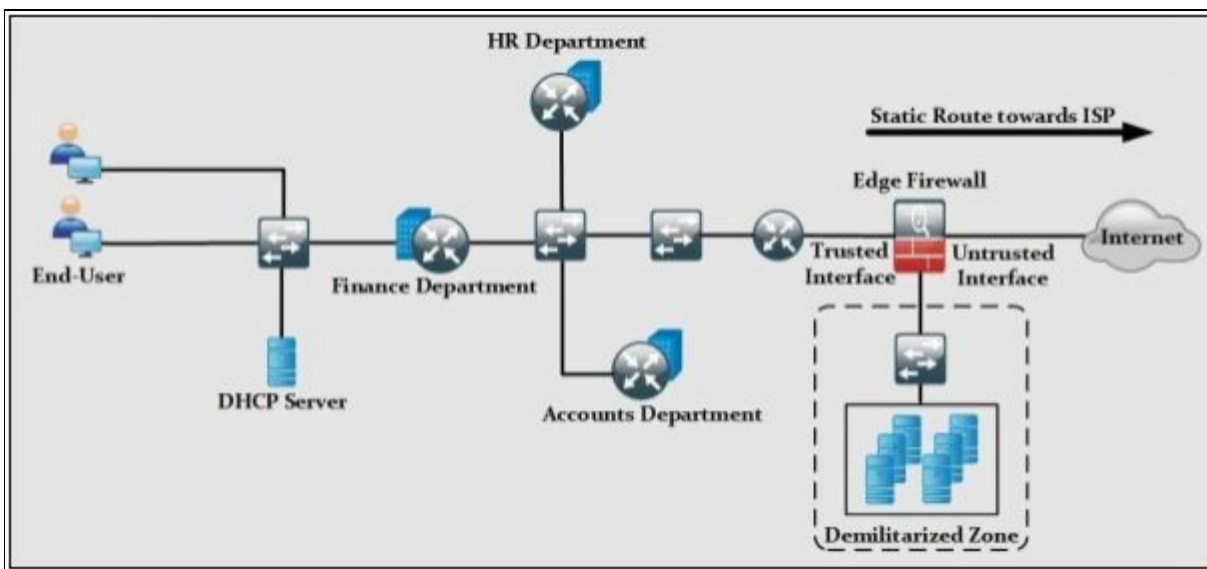 HR Department
Static Route towards ISP
Edge Firewall
Internet
Trusted
Interface
Untrusted
Interface
End-User
Finance Department
DHCP Server
Accounts Department
Demilitarized Zone